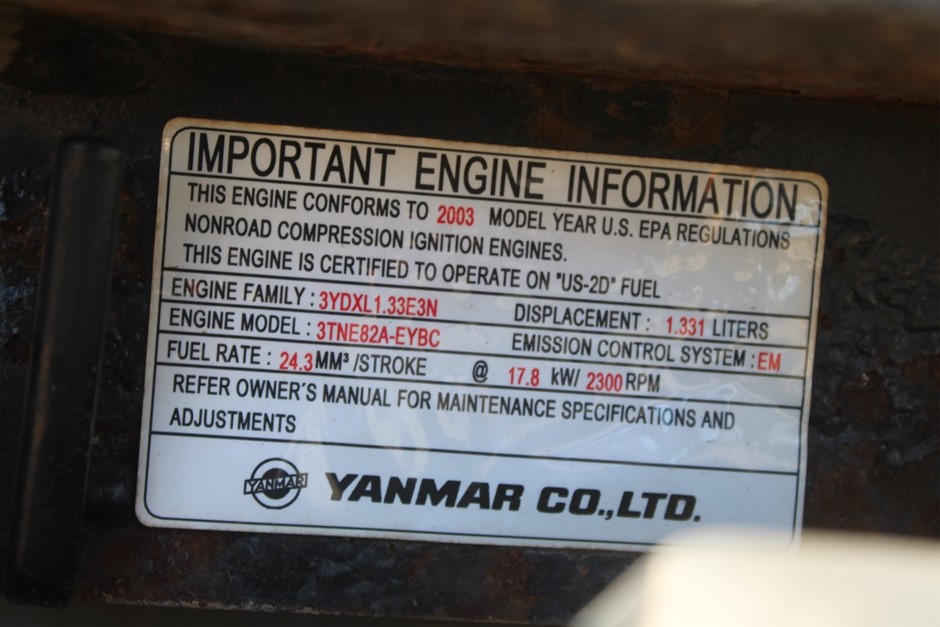 IMPORTANT ENGINE INFORMATION
THIS ENGINE CONFORMS TO 2003 MODEL YEAR U.S. EPA REGULATIONS
NONROAD COMPRESSION IGNITION ENGINES.
THIS ENGINE IS CERTIFIED TO OPERATE ON "US-2D" FUEL
ENGINE FAMILY : 3YDXL1.33E3N DISPLACEMENT : 1.331 LITERS
ENGINE MODEL : 3TNE82A-EYBC EMISSION CONTROL SYSTEM : EM
FUEL RATE : 24.3 MM³ /STROKE @ 17.8 kW/ 2300 RPM
REFER OWNER'S MANUAL FOR MAINTENANCE SPECIFICATIONS AND
ADJUSTMENTS
YANMAR YANMAR CO.,LTD.